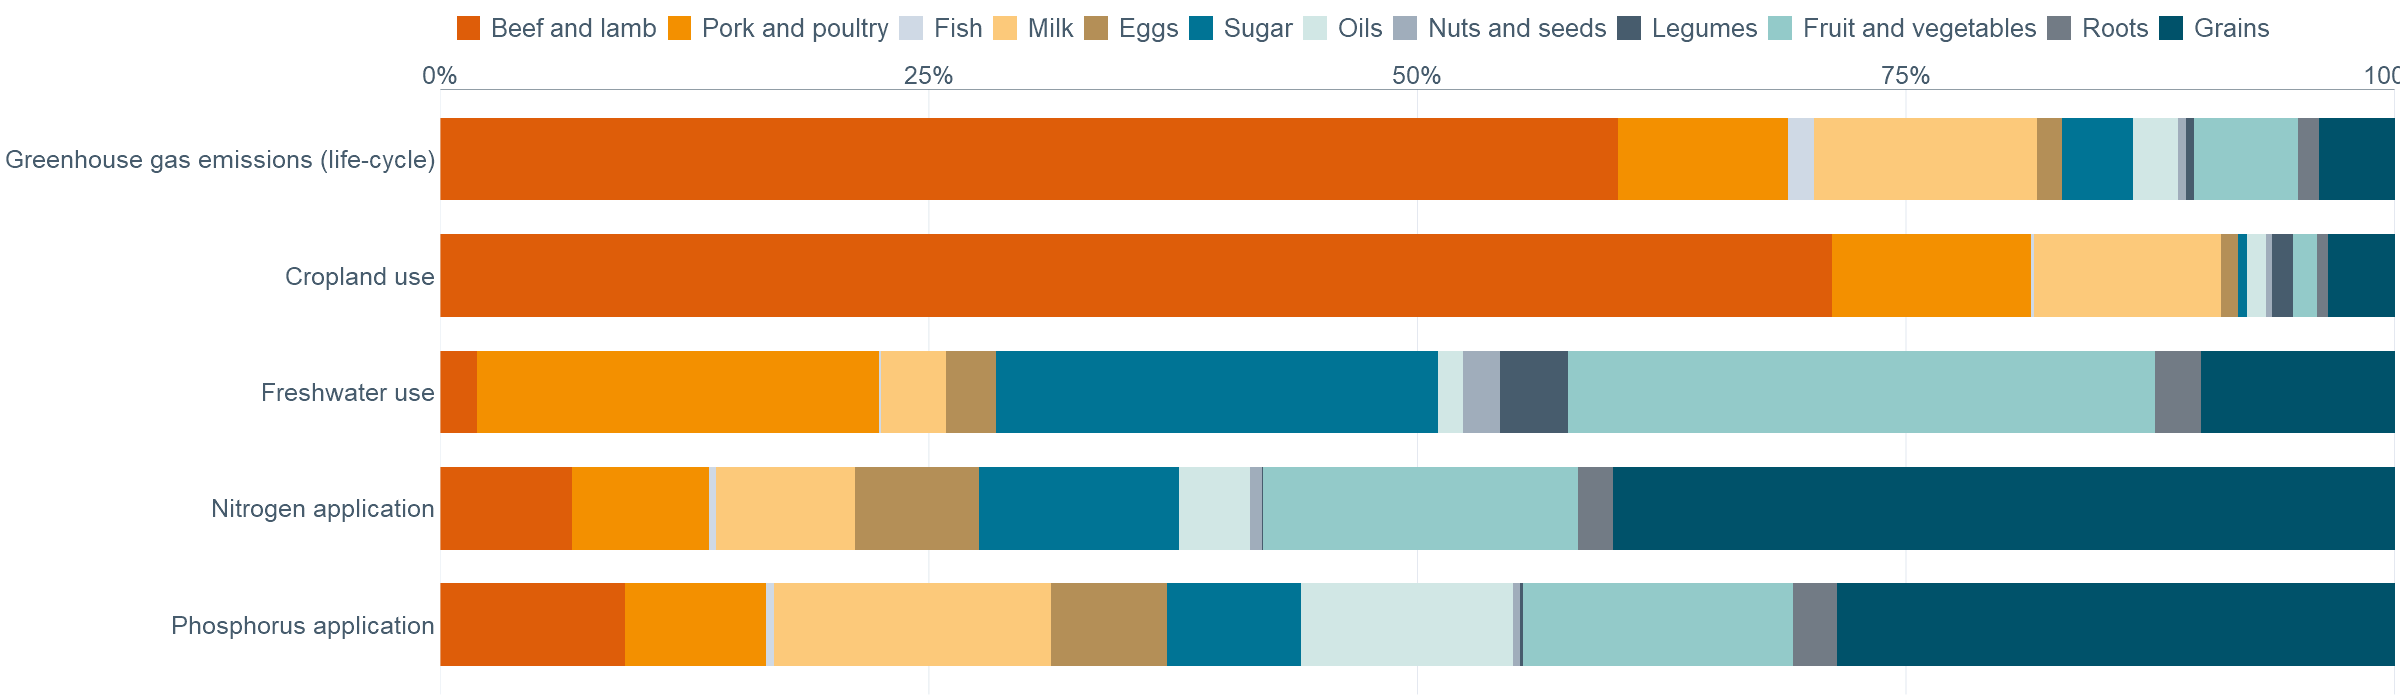 Beef and lamb Pork and poultry Fish Milk Eggs Sugar Oils Nuts and seeds Legumes Fruit and vegetables Roots Grains
0% 25% 50% 75% 100
Greenhouse gas emissions (life-cycle)
Cropland use
Freshwater use
Nitrogen application
Phosphorus application